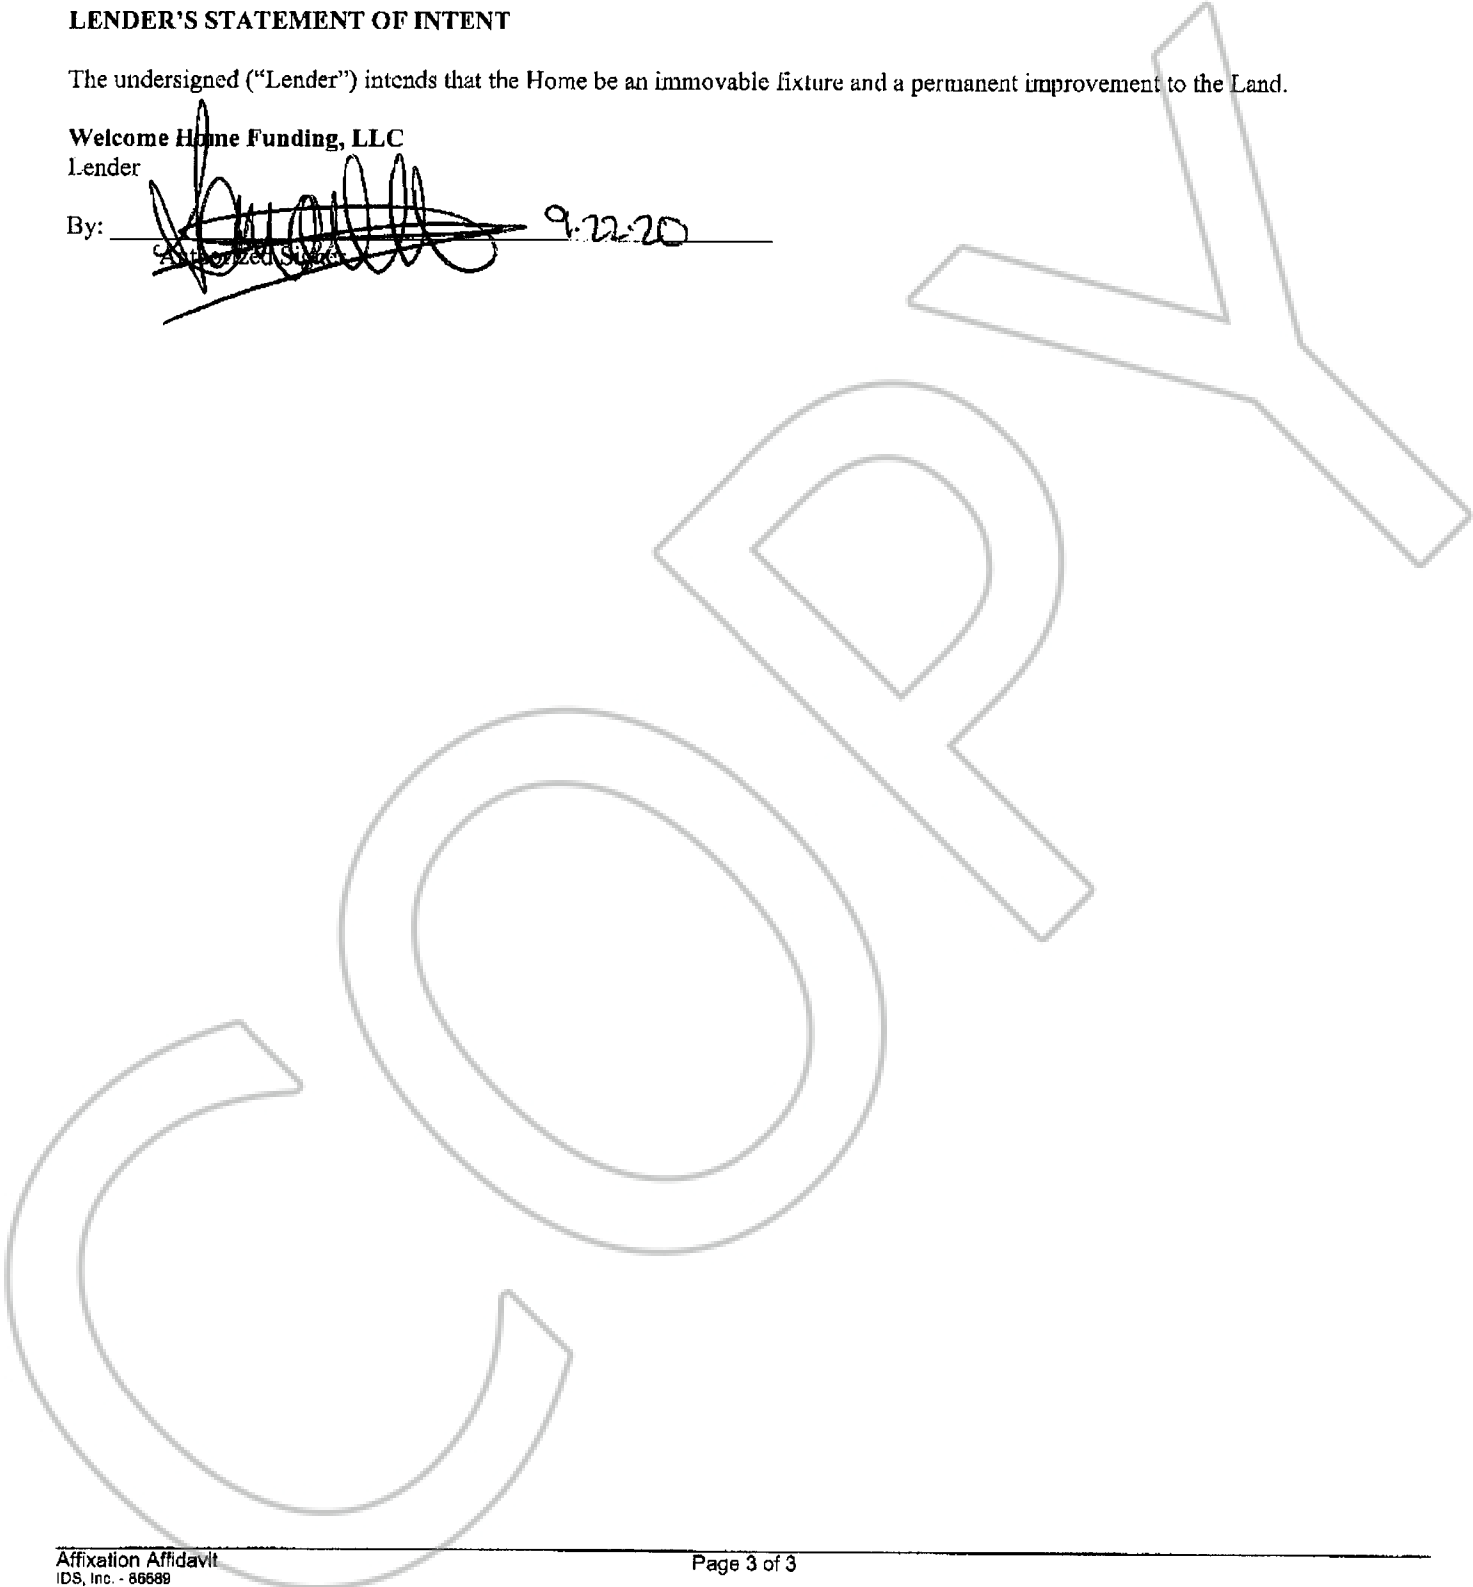 LENDER'S STATEMENT OF INTENT
The undersigned ("Lender") intends that the Home be an immovable fixture and a permanent improvement to the Land.
Welcome Home Funding, LLC
Lender
By: 9.22.20
Authorized Signer
COPY
Affixation Affidavit Page 3 of 3
IDS, Inc. - 86689